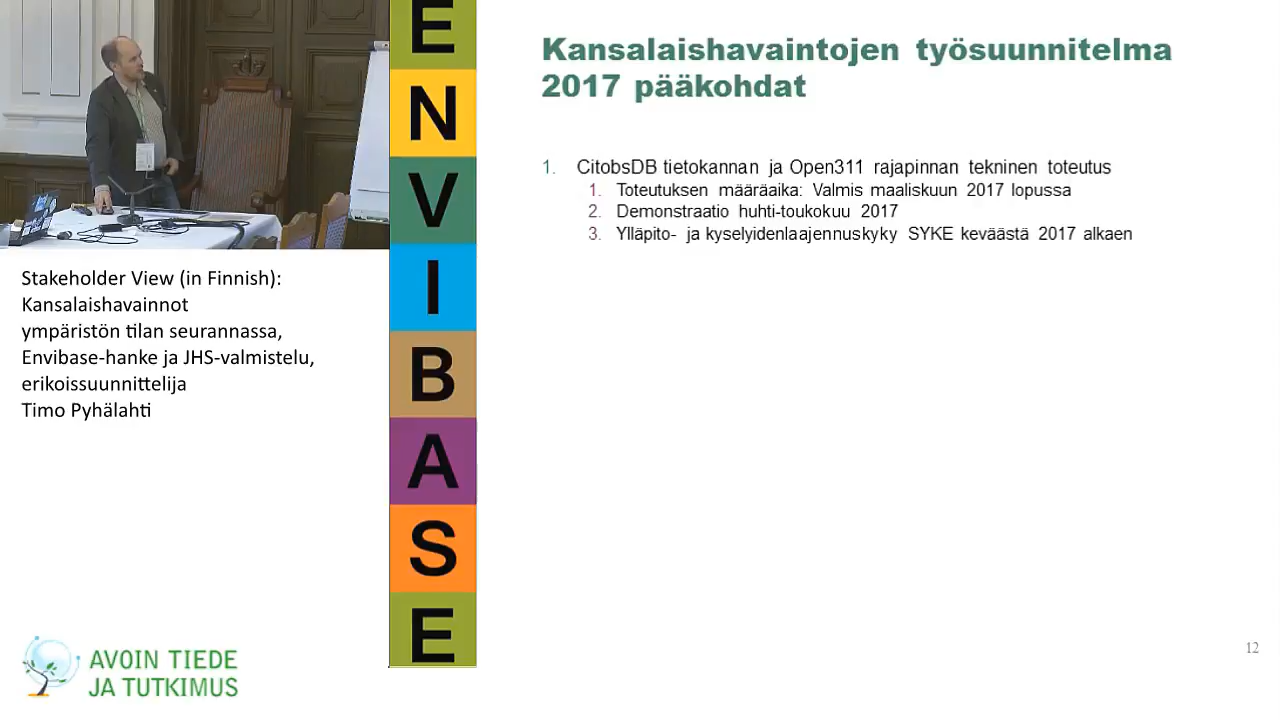 E
N
V
I
B
A
S
E
Kansalaishavaintojen työsuunnitelma
2017 pääkohdat
1. CitobsDB tietokannan ja Open311 rajapinnan tekninen toteutus
1. Toteutuksen määräaika: Valmis maaliskuun 2017 lopussa
2. Demonstraatio huhti-toukokuu 2017
3. Ylläpito- ja kyselyidenlaajennuskyky SYKE keväästä 2017 alkaen
Stakeholder View (in Finnish):
Kansalaishavainnot
ympäristön tilan seurannassa,
Envibase-hanke ja JHS-valmistelu,
erikoissuunnittelija
Timo Pyhälahti
AVOIN TIEDE
JA TUTKIMUS
12